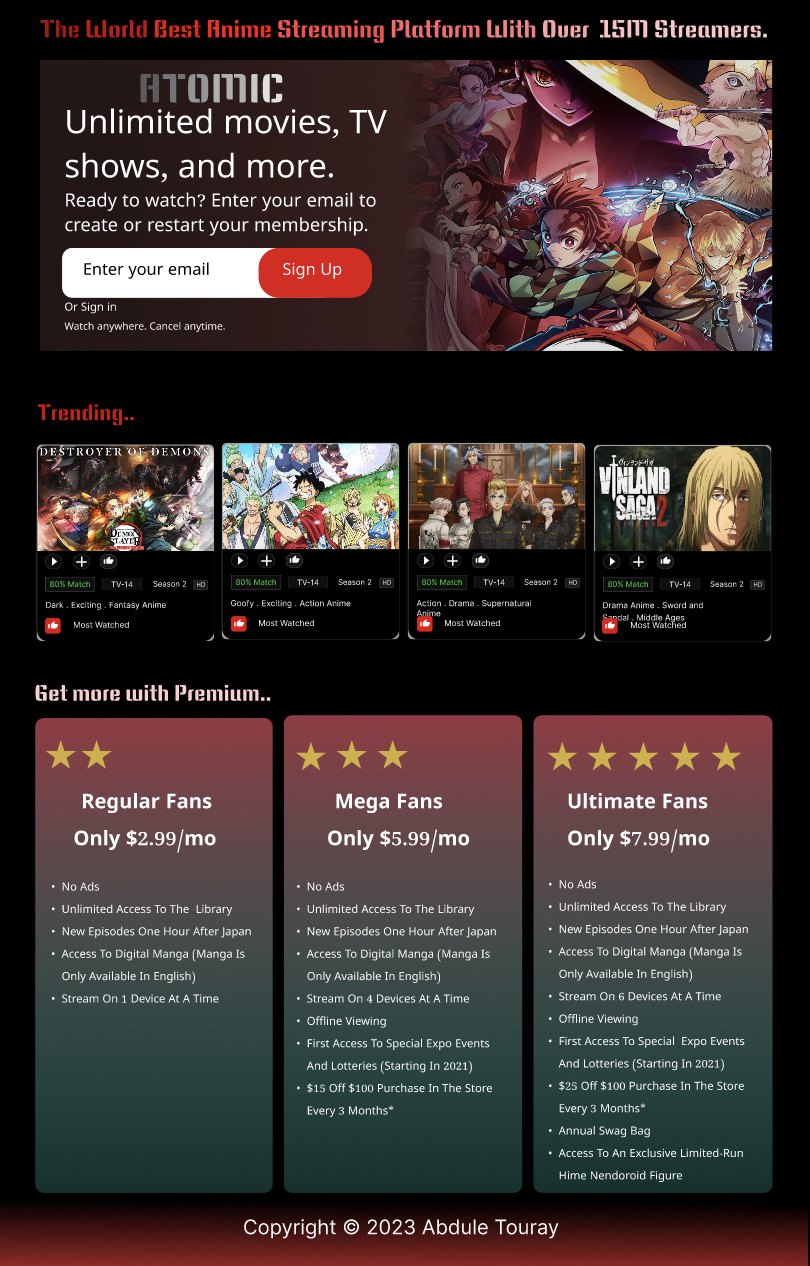 The World Best Anime Streaming Platform With Over 15M Streamers.
ATOMIC
Unlimited movies, TV
shows, and more.
Ready to watch? Enter your email to
create or restart your membership.
Enter your email
Sign Up
Or Sign in
Watch anywhere. Cancel anytime.
Trending..
DESTROYER OF DEMONS
DEMON
SLAYER
ヴィンランド・サガ
VINLAND
SAGA 2
80% Match TV-14 Season 2 HD
Dark . Exciting . Fantasy Anime
Most Watched
80% Match TV-14 Season 2 HD
Goofy . Exciting . Action Anime
Most Watched
80% Match TV-14 Season 2 HD
Action . Drama . Supernatural
Anime
Most Watched
80% Match TV-14 Season 2 HD
Drama Anime . Sword and
Sandal . Middle Ages
Most Watched
Get more with Premium..
Regular Fans
Only $2.99/mo
• No Ads
• Unlimited Access To The  Library
• New Episodes One Hour After Japan
• Access To Digital Manga (Manga Is
Only Available In English)
• Stream On 1 Device At A Time
Mega Fans
Only $5.99/mo
• No Ads
• Unlimited Access To The Library
• New Episodes One Hour After Japan
• Access To Digital Manga (Manga Is
Only Available In English)
• Stream On 4 Devices At A Time
• Offline Viewing
• First Access To Special Expo Events
And Lotteries (Starting In 2021)
• $15 Off $100 Purchase In The Store
Every 3 Months*
Ultimate Fans
Only $7.99/mo
• No Ads
• Unlimited Access To The Library
• New Episodes One Hour After Japan
• Access To Digital Manga (Manga Is
Only Available In English)
• Stream On 6 Devices At A Time
• Offline Viewing
• First Access To Special  Expo Events
And Lotteries (Starting In 2021)
• $25 Off $100 Purchase In The Store
Every 3 Months*
• Annual Swag Bag
• Access To An Exclusive Limited-Run
Hime Nendoroid Figure
Copyright © 2023 Abdule Touray